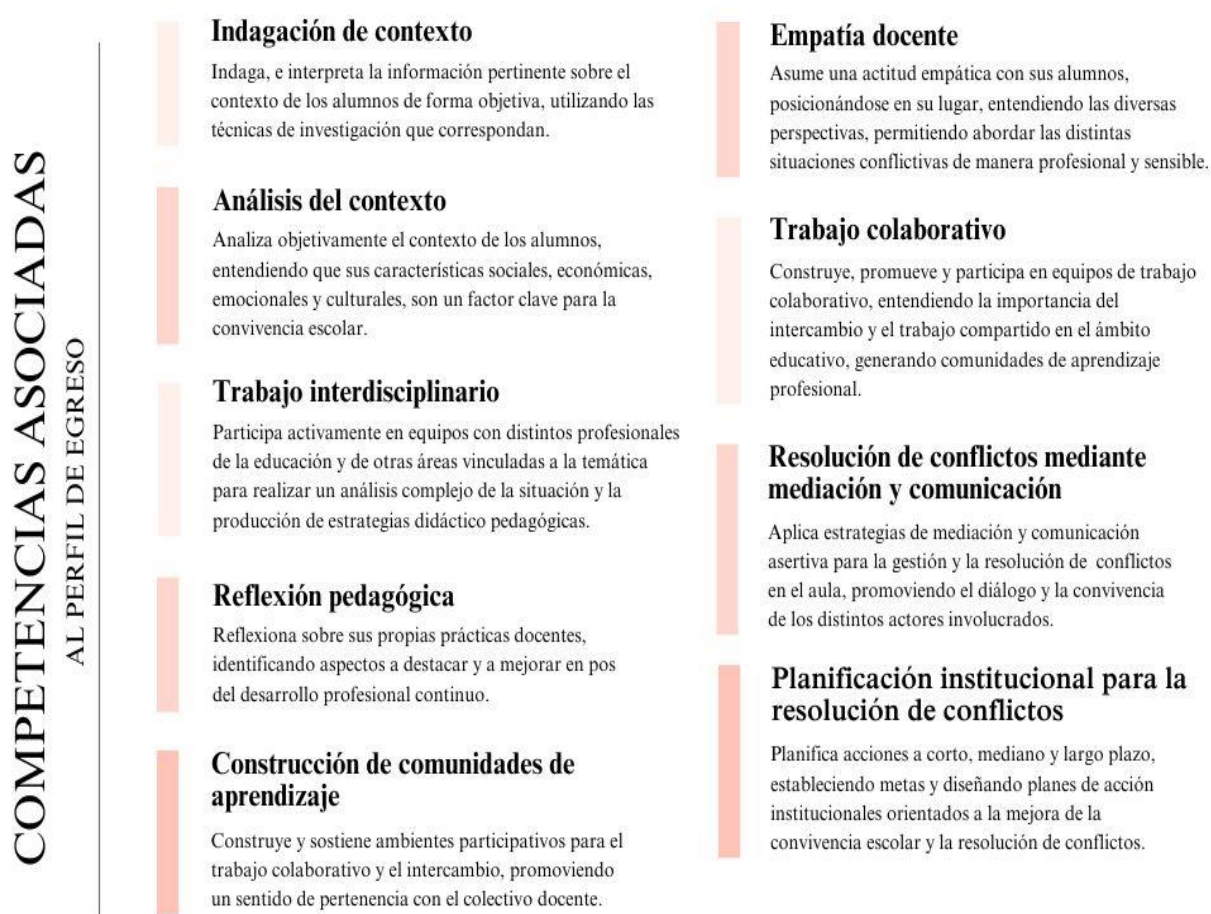 COMPETENCIAS ASOCIADAS
AL PERFIL DE EGRESO
Indagación de contexto
Indaga, e interpreta la información pertinente sobre el
contexto de los alumnos de forma objetiva, utilizando las
técnicas de investigación que correspondan.
Análisis del contexto
Analiza objetivamente el contexto de los alumnos,
entendiendo que sus características sociales, económicas,
emocionales y culturales, son un factor clave para la
convivencia escolar.
Trabajo interdisciplinario
Participa activamente en equipos con distintos profesionales
de la educación y de otras áreas vinculadas a la temática
para realizar un análisis complejo de la situación y la
producción de estrategias didáctico pedagógicas.
Reflexión pedagógica
Reflexiona sobre sus propias prácticas docentes,
identificando aspectos a destacar y a mejorar en pos
del desarrollo profesional continuo.
Construcción de comunidades de
aprendizaje
Construye y sostiene ambientes participativos para el
trabajo colaborativo y el intercambio, promoviendo
un sentido de pertenencia con el colectivo docente.
Empatía docente
Asume una actitud empática con sus alumnos,
posicionándose en su lugar, entendiendo las diversas
perspectivas, permitiendo abordar las distintas
situaciones conflictivas de manera profesional y sensible.
Trabajo colaborativo
Construye, promueve y participa en equipos de trabajo
colaborativo, entendiendo la importancia del
intercambio y el trabajo compartido en el ámbito
educativo, generando comunidades de aprendizaje
profesional.
Resolución de conflictos mediante
mediación y comunicación
Aplica estrategias de mediación y comunicación
asertiva para la gestión y la resolución de conflictos
en el aula, promoviendo el diálogo y la convivencia
de los distintos actores involucrados.
Planificación institucional para la
resolución de conflictos
Planifica acciones a corto, mediano y largo plazo,
estableciendo metas y diseñando planes de acción
institucionales orientados a la mejora de la
convivencia escolar y la resolución de conflictos.